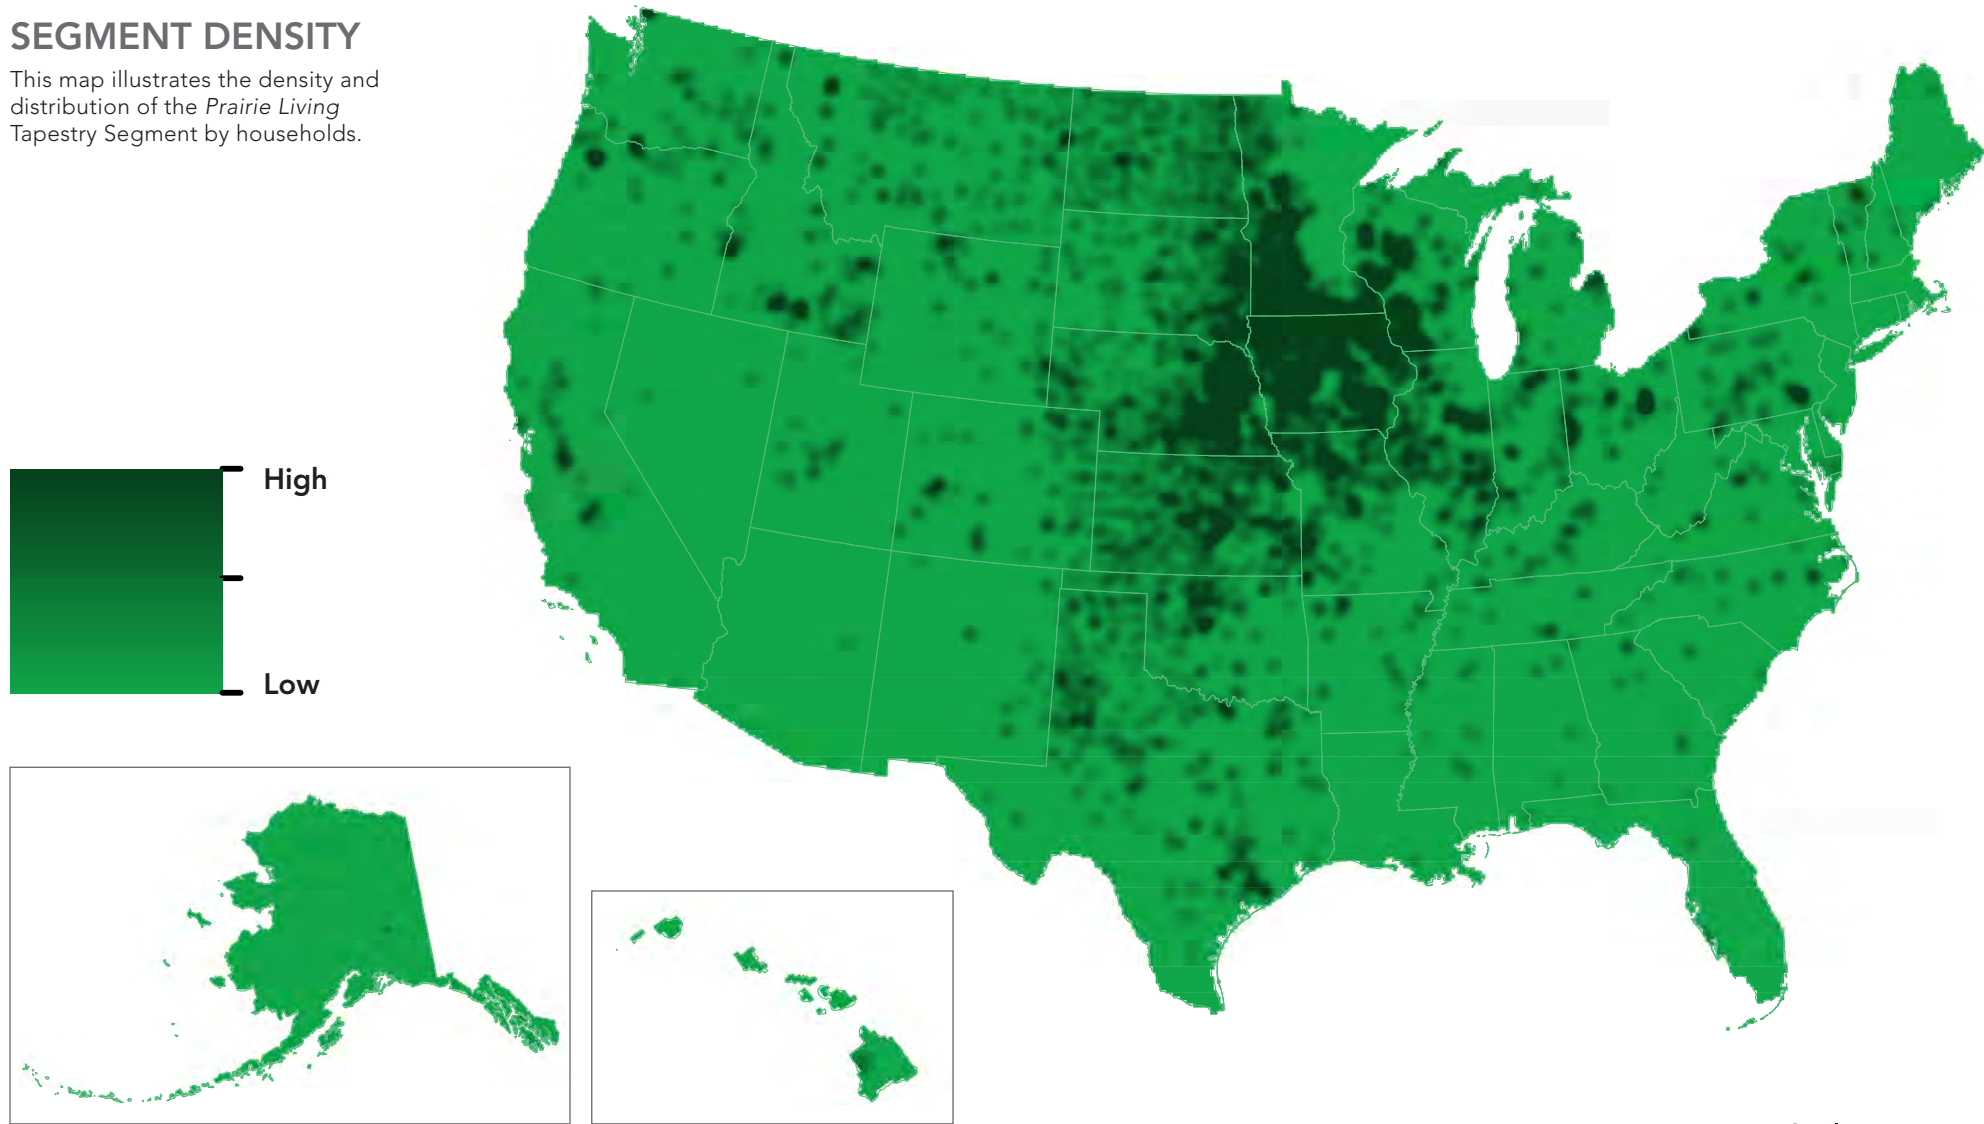 SEGMENT DENSITY
This map illustrates the density and
distribution of the Prairie Living
Tapestry Segment by households.
High
Low